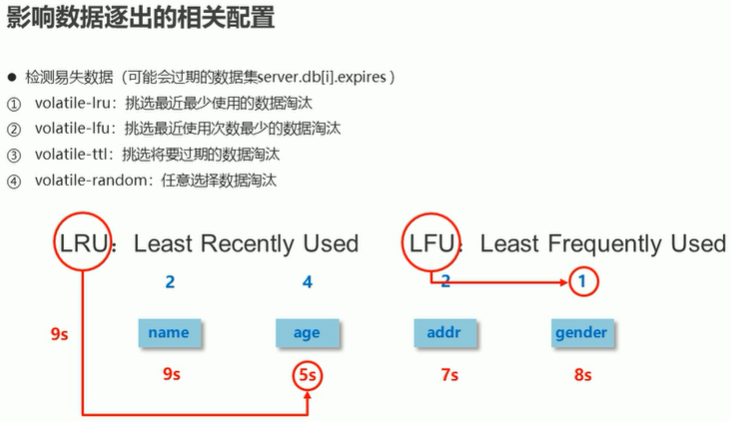 影响数据逐出的相关配置
● 检测易失数据（可能会过期的数据集server.db[i].expires ）
① volatile-lru：挑选最近最少使用的数据淘汰
② volatile-lfu：挑选最近使用次数最少的数据淘汰
③ volatile-ttl：挑选将要过期的数据淘汰
④ volatile-random：任意选择数据淘汰
LRU：Least Recently Used LFU：Least Frequently Used
2 4 2 1
9s name age addr gender
9s 5s 7s 8s